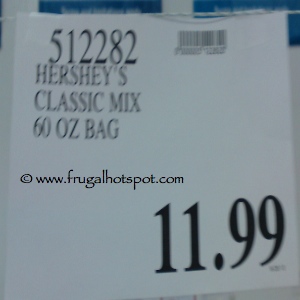 512282
HERSHEY'S
CLASSIC MIX
60 OZ BAG
© www.frugalhotspot.com
11.99